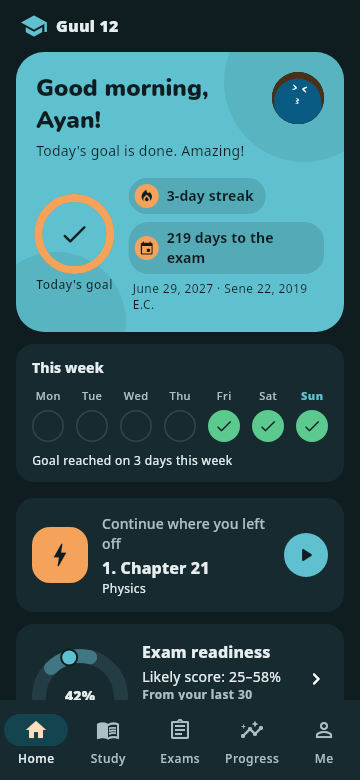 Guul 12
Good morning,
Ayan!
Today's goal is done. Amazing!
3-day streak
219 days to the
exam
Today's goal
June 29, 2027 · Sene 22, 2019
E.C.
This week
Mon Tue Wed Thu Fri Sat Sun
Goal reached on 3 days this week
Continue where you left
off
1. Chapter 21
Physics
Exam readiness
Likely score: 25–58%
From your last 30
42%
Home Study Exams Progress Me